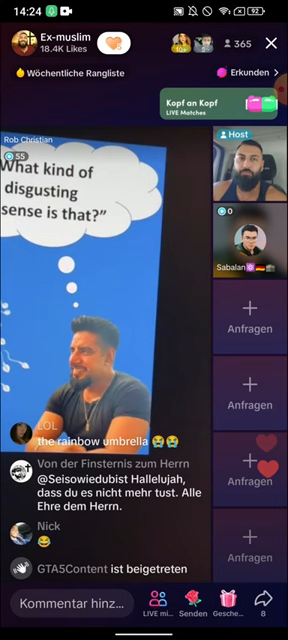 14:24
92
Ex-muslim
18.4K Likes
10+
365
Wöchentliche Rangliste
Erkunden >
Kopf an Kopf
LIVE Matches
Rob Christian
55
What kind of
disgusting
sense is that?”
Host
0
Sabalan
Anfragen
Anfragen
Anfragen
Anfragen
LOL
the rainbow umbrella 😭😭
Von der Finsternis zum Herrn
@Seisowiedubist Hallelujah,
dass du es nicht mehr tust. Alle
Ehre dem Herrn.
Nick
😂
GTA5Content ist beigetreten
Kommentar hinz...
LIVE mi...
Senden
Gesche...
8